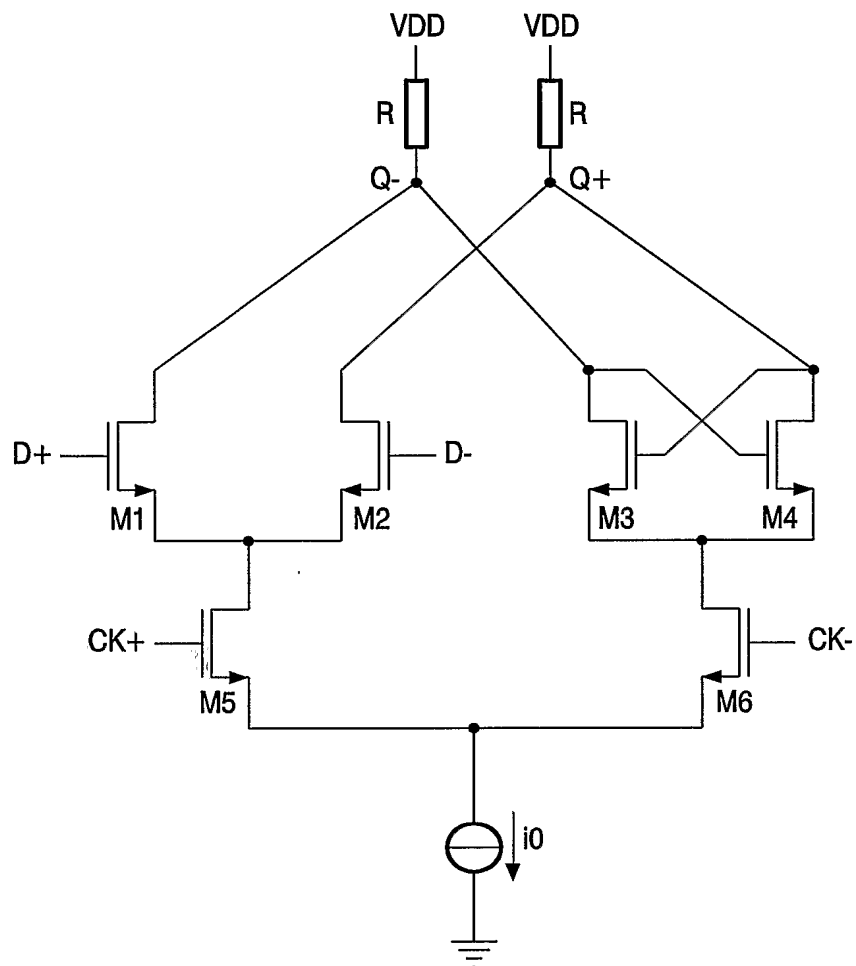 VDD VDD
R R
Q- Q+
D+ D-
M1 M2 M3 M4
CK+ CK-
M5 M6
i0